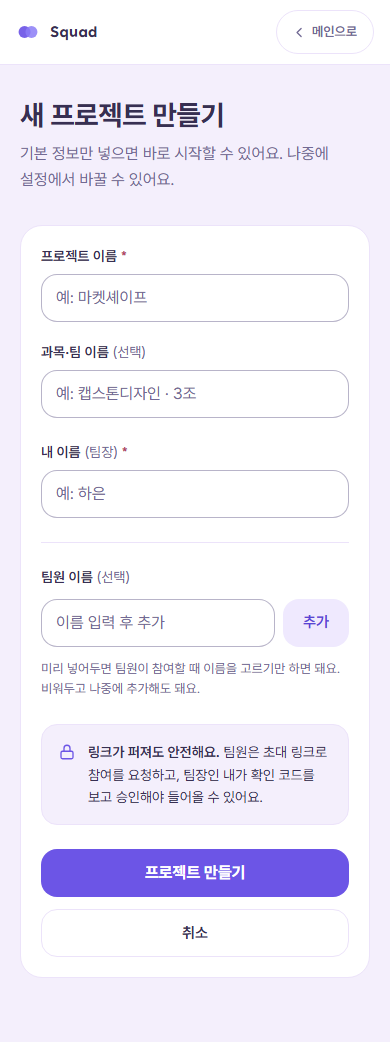 Squad
메인으로
새 프로젝트 만들기
기본 정보만 넣으면 바로 시작할 수 있어요. 나중에
설정에서 바꿀 수 있어요.
프로젝트 이름 *
예: 마켓셰이프
과목·팀 이름 (선택)
예: 캡스톤디자인 · 3조
내 이름 (팀장) *
예: 하은
팀원 이름 (선택)
이름 입력 후 추가
추가
미리 넣어두면 팀원이 참여할 때 이름을 고르기만 하면 돼요.
비워두고 나중에 추가해도 돼요.
링크가 퍼져도 안전해요. 팀원은 초대 링크로
참여를 요청하고, 팀장인 내가 확인 코드를
보고 승인해야 들어올 수 있어요.
프로젝트 만들기
취소